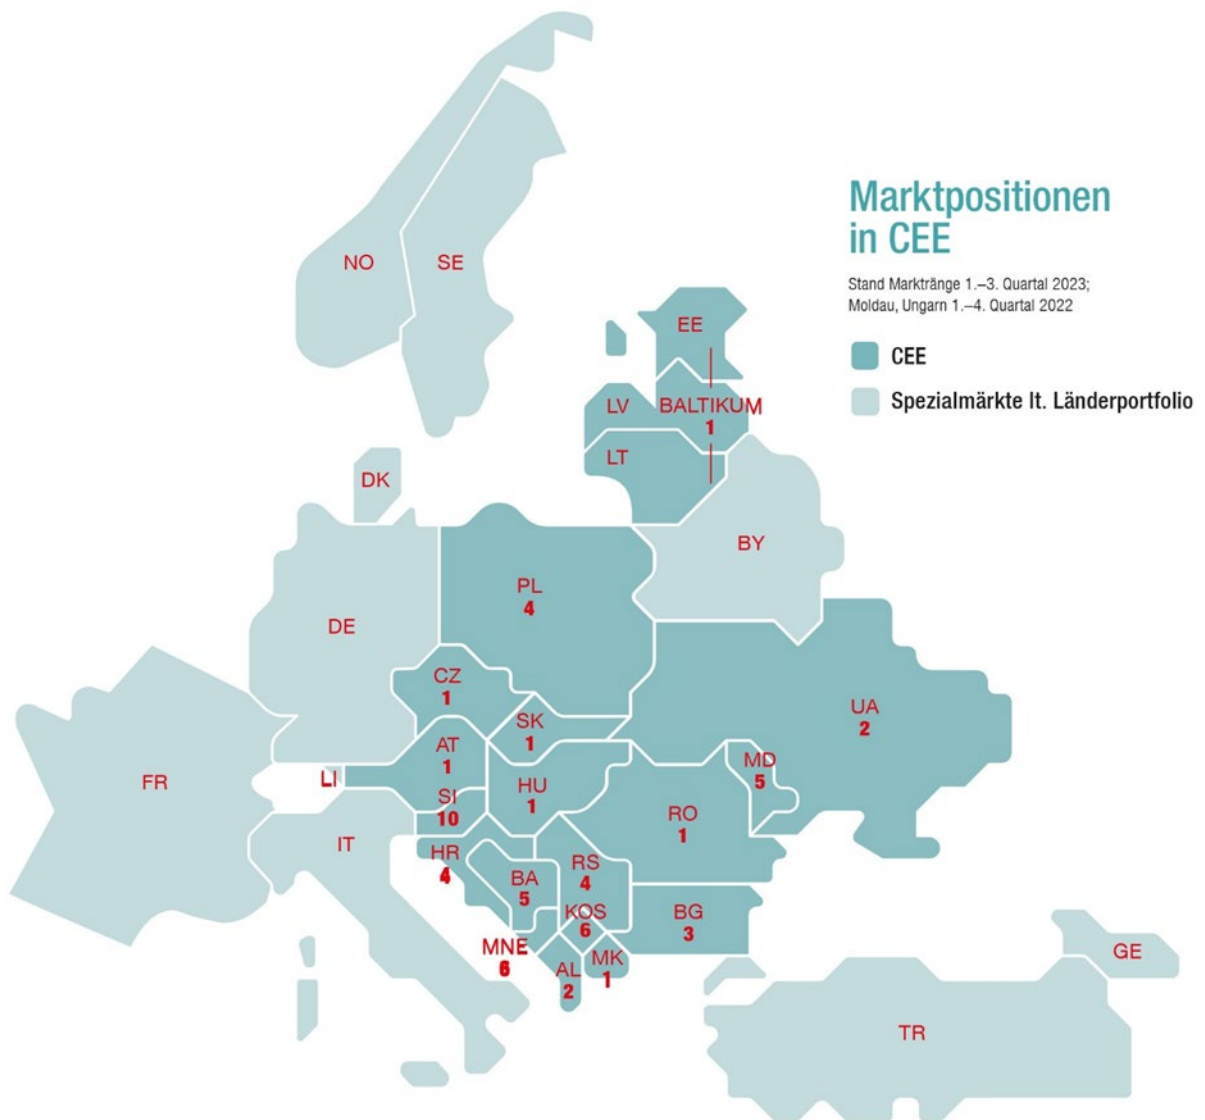 Marktpositionen
in CEE
Stand Marktränge 1.–3. Quartal 2023;
Moldau, Ungarn 1.–4. Quartal 2022
CEE
Spezialmärkte lt. Länderportfolio
NO
SE
EE
LV
BALTIKUM
1
LT
DK
BY
PL
4
DE
CZ
1
UA
2
SK
1
AT
1
MD
5
LI
FR
HU
1
SI
10
RO
1
IT
HR
4
RS
4
BA
5
KOS
6
BG
3
MNE
6
MK
1
AL
2
GE
TR